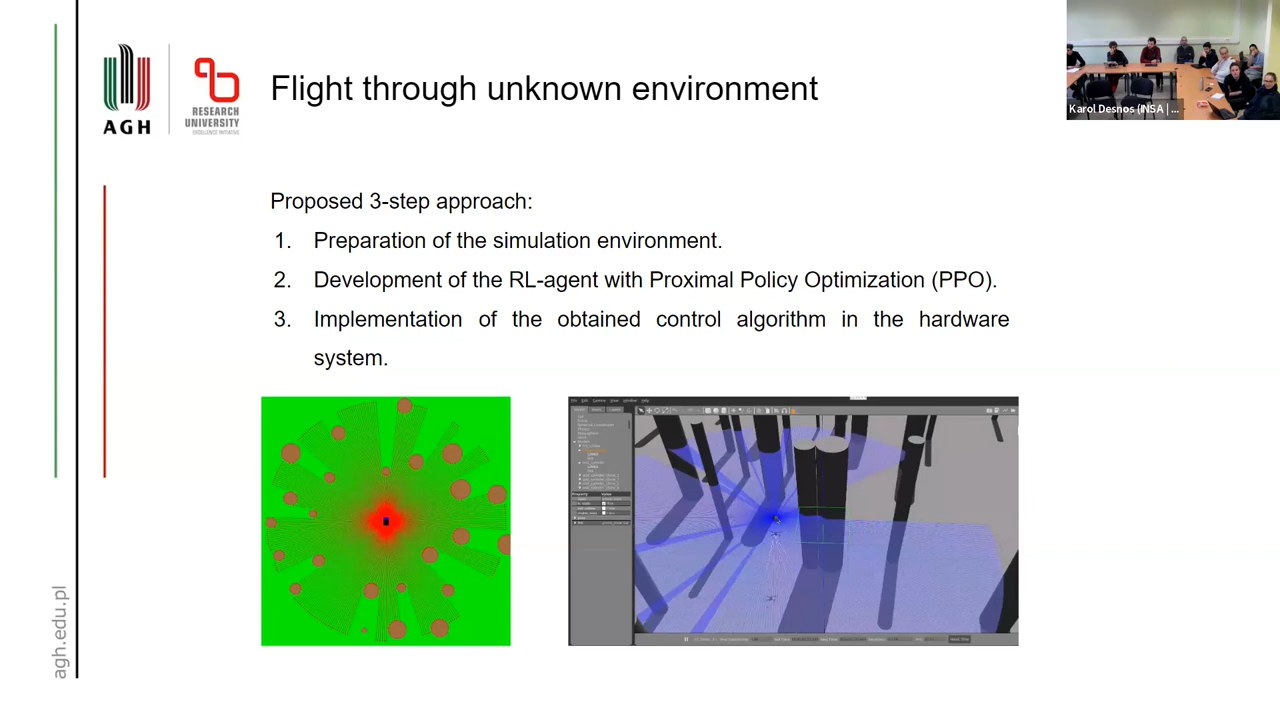 AGH
RESEARCH
UNIVERSITY
EXCELLENCE INITIATIVE
Flight through unknown environment
Karol Desnos (INSA | ...
Proposed 3-step approach:
1. Preparation of the simulation environment.
2. Development of the RL-agent with Proximal Policy Optimization (PPO).
3. Implementation of the obtained control algorithm in the hardware
system.
agh.edu.pl